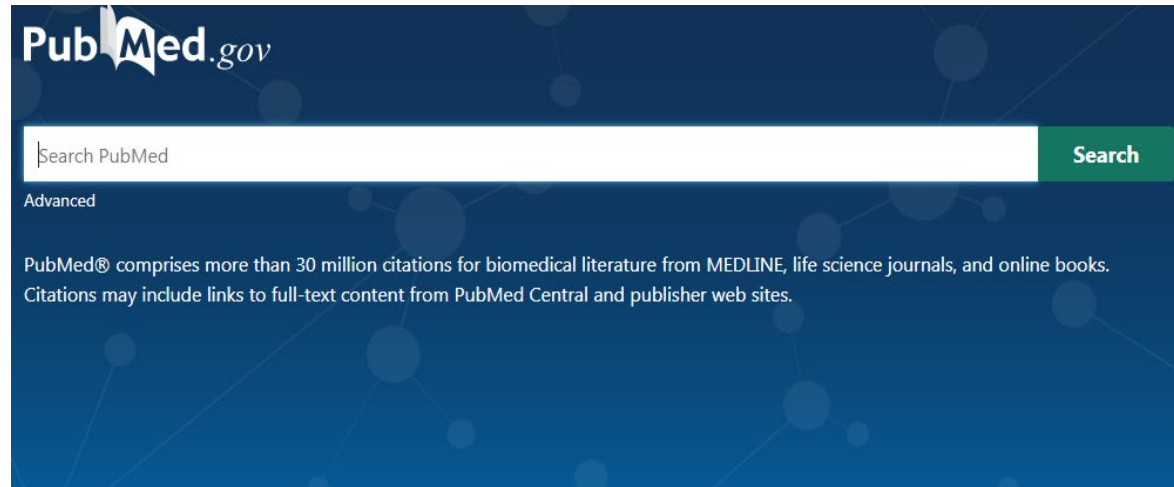 PubMed.gov
Search PubMed
Search
Advanced
PubMed® comprises more than 30 million citations for biomedical literature from MEDLINE, life science journals, and online books.
Citations may include links to full-text content from PubMed Central and publisher web sites.